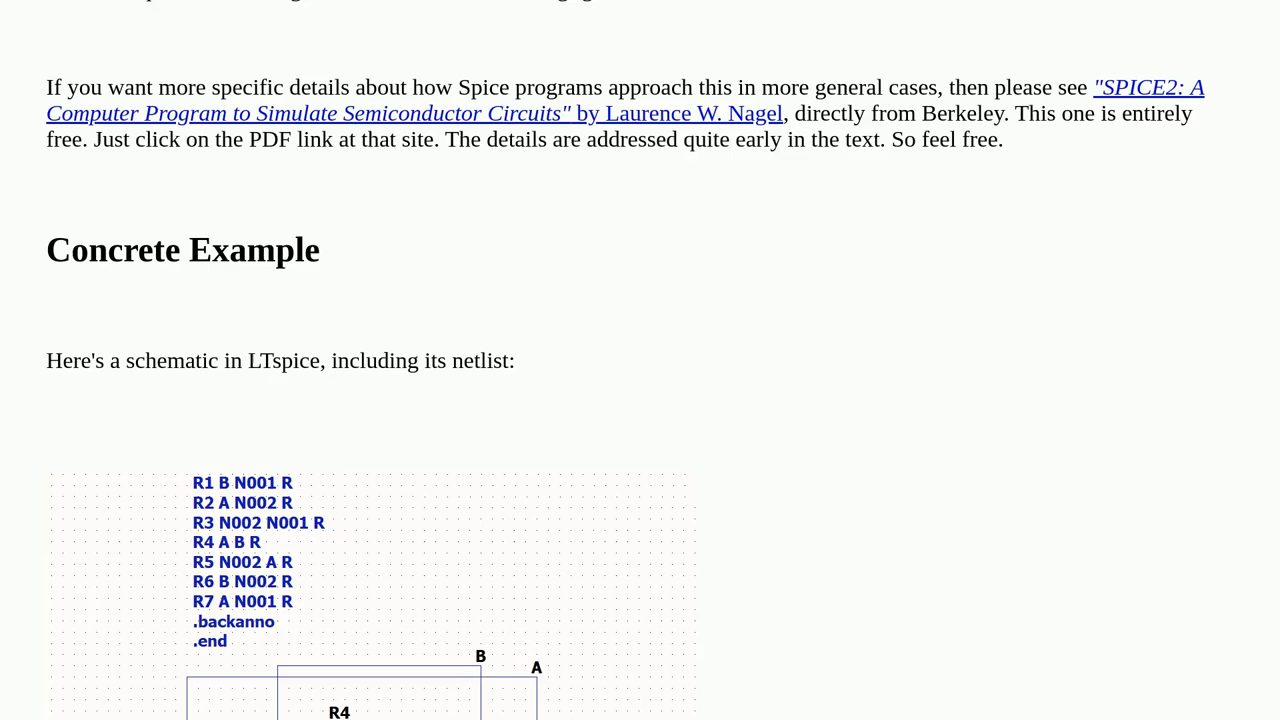 If you want more specific details about how Spice programs approach this in more general cases, then please see "SPICE2: A
Computer Program to Simulate Semiconductor Circuits" by Laurence W. Nagel, directly from Berkeley. This one is entirely
free. Just click on the PDF link at that site. The details are addressed quite early in the text. So feel free.
Concrete Example
Here's a schematic in LTspice, including its netlist:
R1 B N001 R
R2 A N002 R
R3 N002 N001 R
R4 A B R
R5 N002 A R
R6 B N002 R
R7 A N001 R
.backanno
.end
B
A
R4